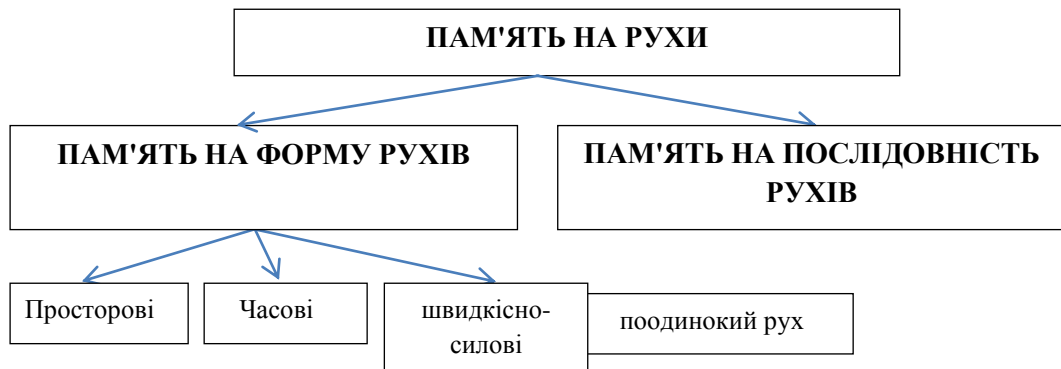 ПАМ'ЯТЬ НА РУХИ
ПАМ'ЯТЬ НА ФОРМУ РУХІВ
ПАМ'ЯТЬ НА ПОСЛІДОВНІСТЬ
РУХІВ
Просторові
Часові
швидкісно-
силові
поодинокий рух